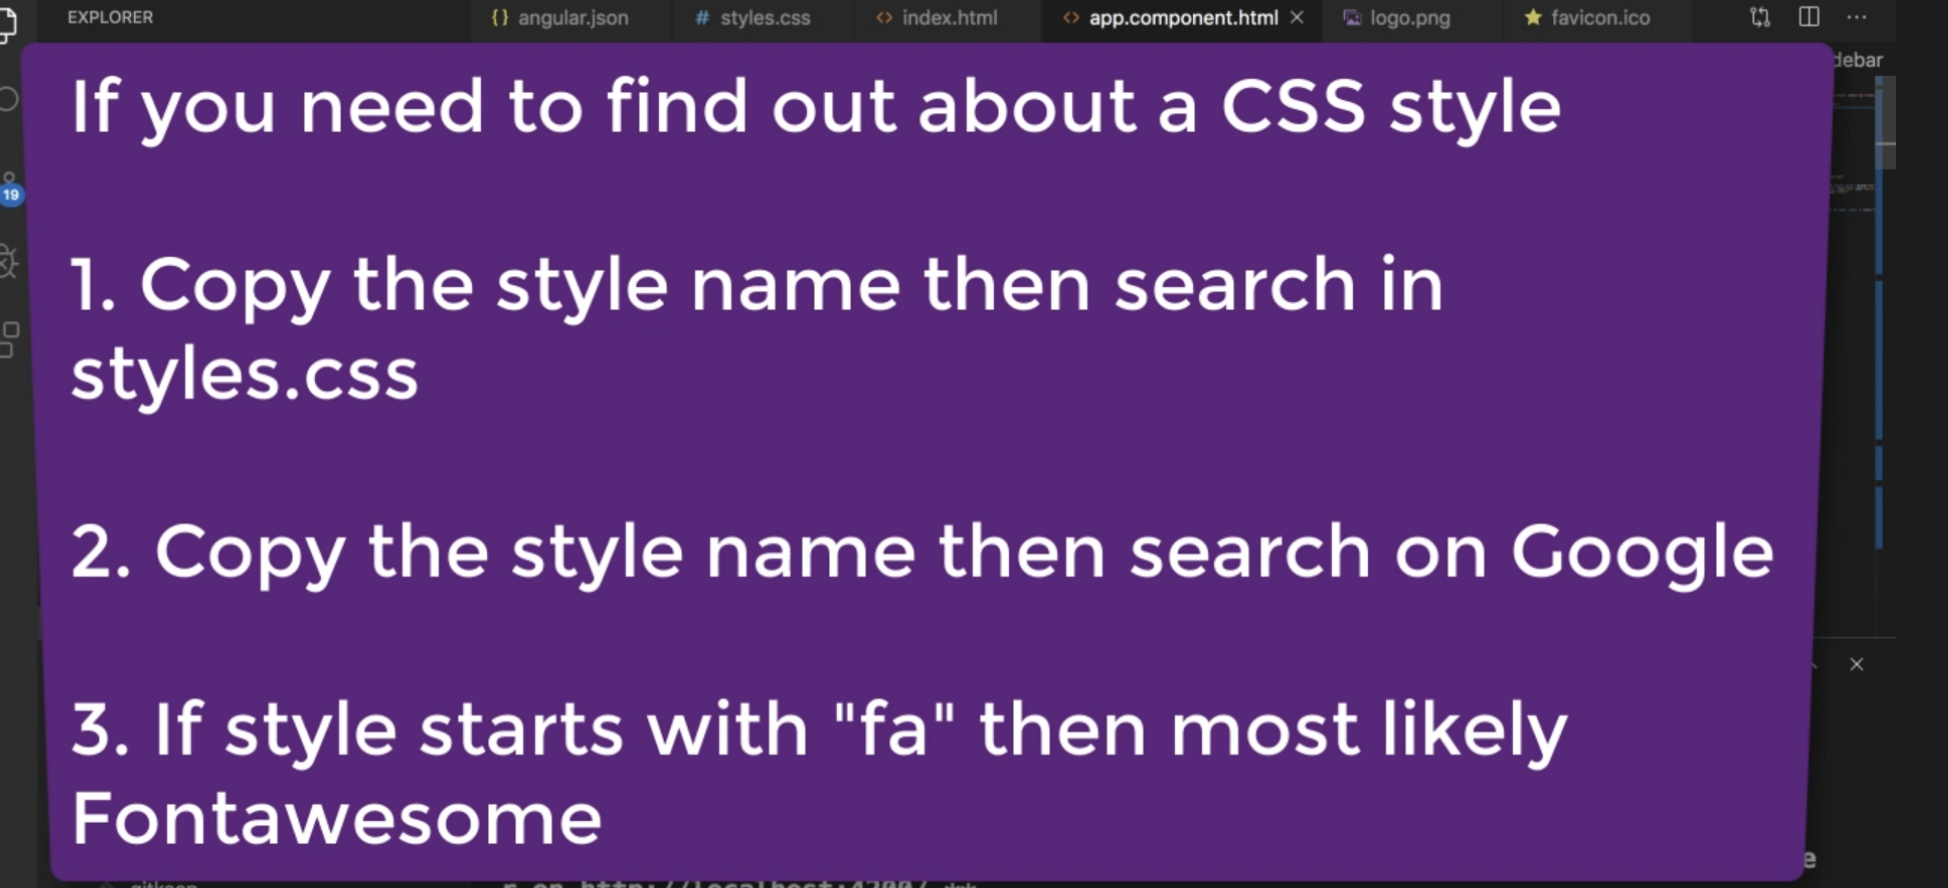 EXPLORER
{} angular.json # styles.css <> index.html <> app.component.html × logo.png favicon.ico ...
debar
If you need to find out about a CSS style
19
1. Copy the style name then search in
styles.css
2. Copy the style name then search on Google
3. If style starts with "fa" then most likely
Fontawesome
e